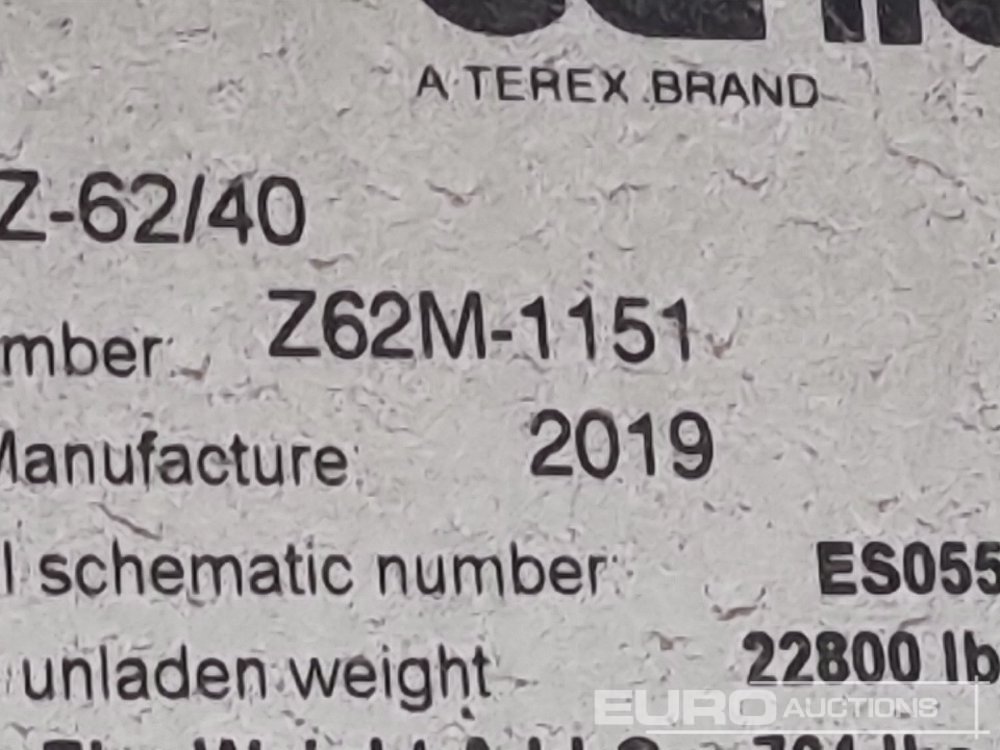 A TEREX BRAND
Z-62/40
mber: Z62M-1151
Manufacture: 2019
l schematic number: ES055
unladen weight 22800 lb
EURO AUCTIONS